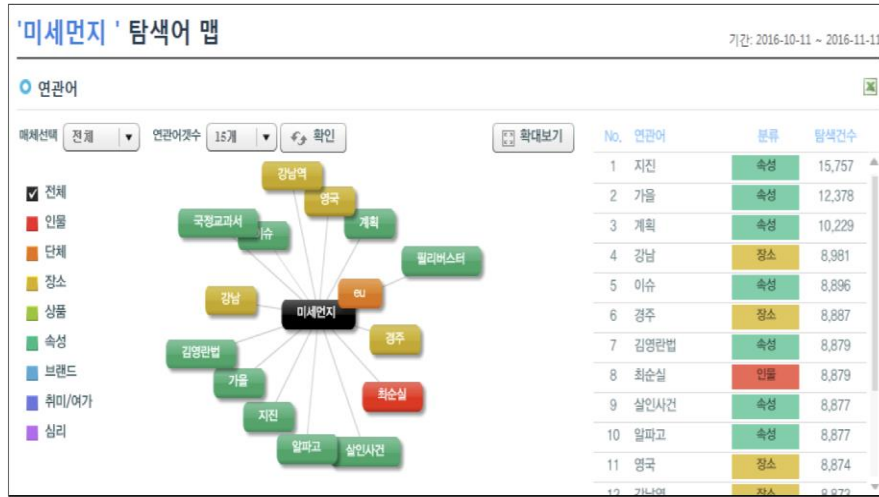 '미세먼지 ' 탐색어 맵
기간: 2016-10-11 ~ 2016-11-11
연관어
매체선택 전체 연관어갯수 15개 확인 확대보기
No. 연관어 분류 탐색건수
1 지진 속성 15,757
2 가을 속성 12,378
3 계획 속성 10,229
4 강남 장소 8,981
5 이슈 속성 8,896
6 경주 장소 8,887
7 김영란법 속성 8,879
8 최순실 인물 8,879
9 살인사건 속성 8,877
10 알파고 속성 8,877
11 영국 장소 8,874
12 강남역 장소 8,873
전체
인물
단체
장소
상품
속성
브랜드
취미/여가
심리
강남역
영국
국정교과서
이슈
계획
필리버스터
eu
강남
미세먼지
경주
김영란법
가을
최순실
지진
알파고
살인사건